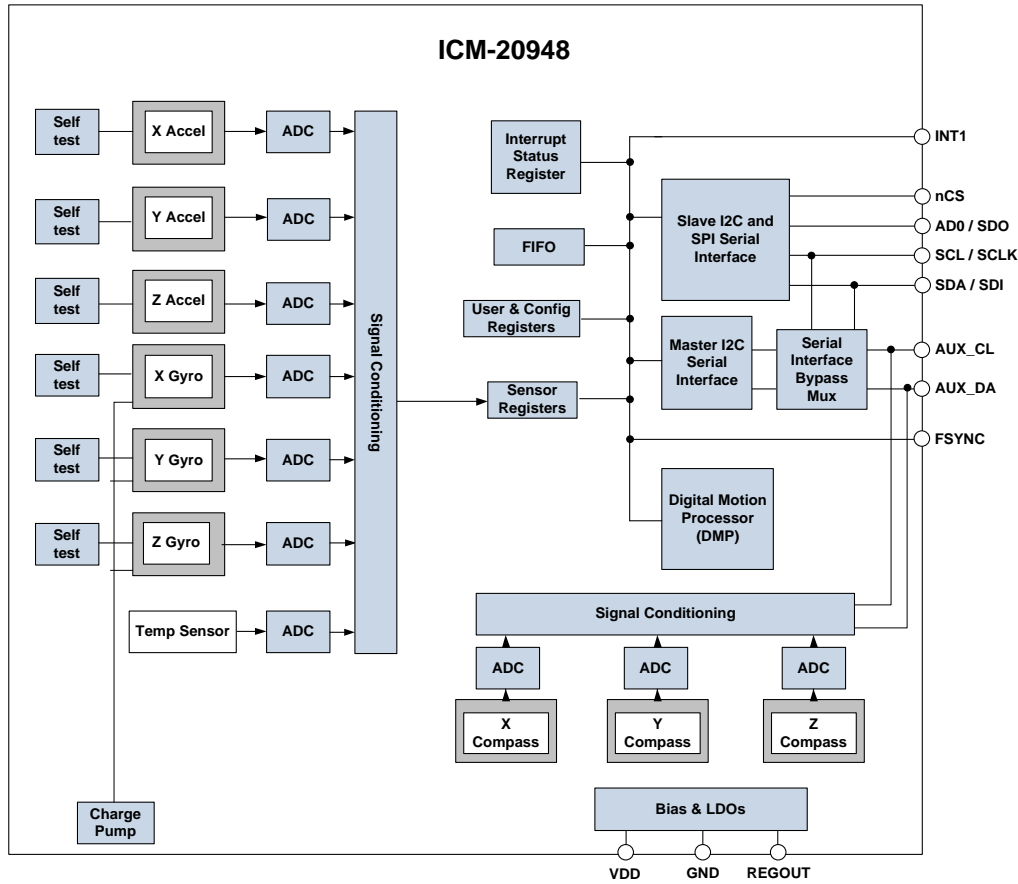 ICM-20948
Self
test
X Accel
ADC
Self
test
Y Accel
ADC
Self
test
Z Accel
ADC
Self
test
X Gyro
ADC
Self
test
Y Gyro
ADC
Self
test
Z Gyro
ADC
Temp Sensor
ADC
Charge
Pump
Signal Conditioning
Interrupt
Status
Register
FIFO
User & Config
Registers
Sensor
Registers
Slave I2C and
SPI Serial
Interface
Master I2C
Serial
Interface
Serial
Interface
Bypass
Mux
Digital Motion
Processor
(DMP)
INT1
nCS
AD0 / SDO
SCL / SCLK
SDA / SDI
AUX_CL
AUX_DA
FSYNC
Signal Conditioning
ADC
ADC
ADC
X
Compass
Y
Compass
Z
Compass
Bias & LDOs
VDD
GND
REGOUT